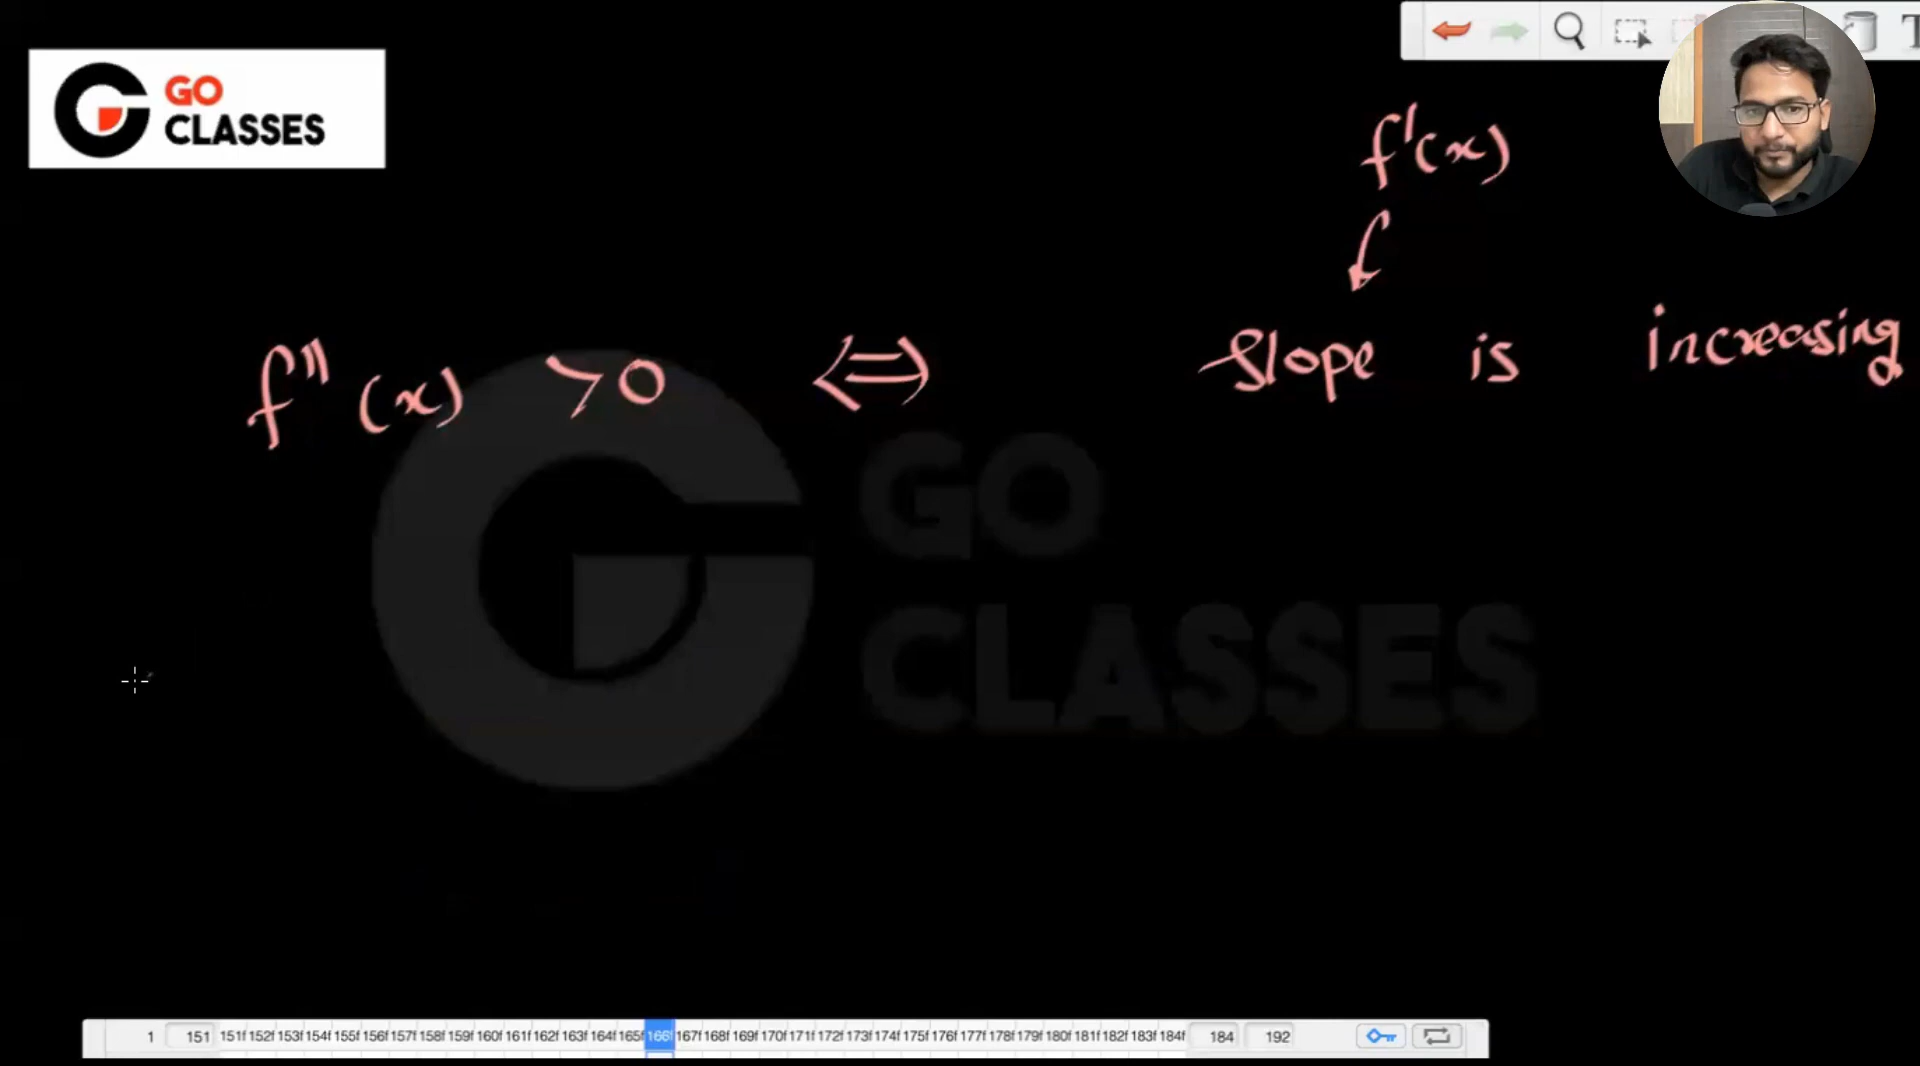 GO
CLASSES
T
f'(x)
f''(x) >0 <=> Slope is increasing
GO
CLASSES
1 151 151f 152f 153f 154f 155f 156f 157f 158f 159f 160f 161f 162f 163f 164f 165f 166f 167f 168f 169f 170f 171f 172f 173f 174f 175f 176f 177f 178f 179f 180f 181f 182f 183f 184f 184 192